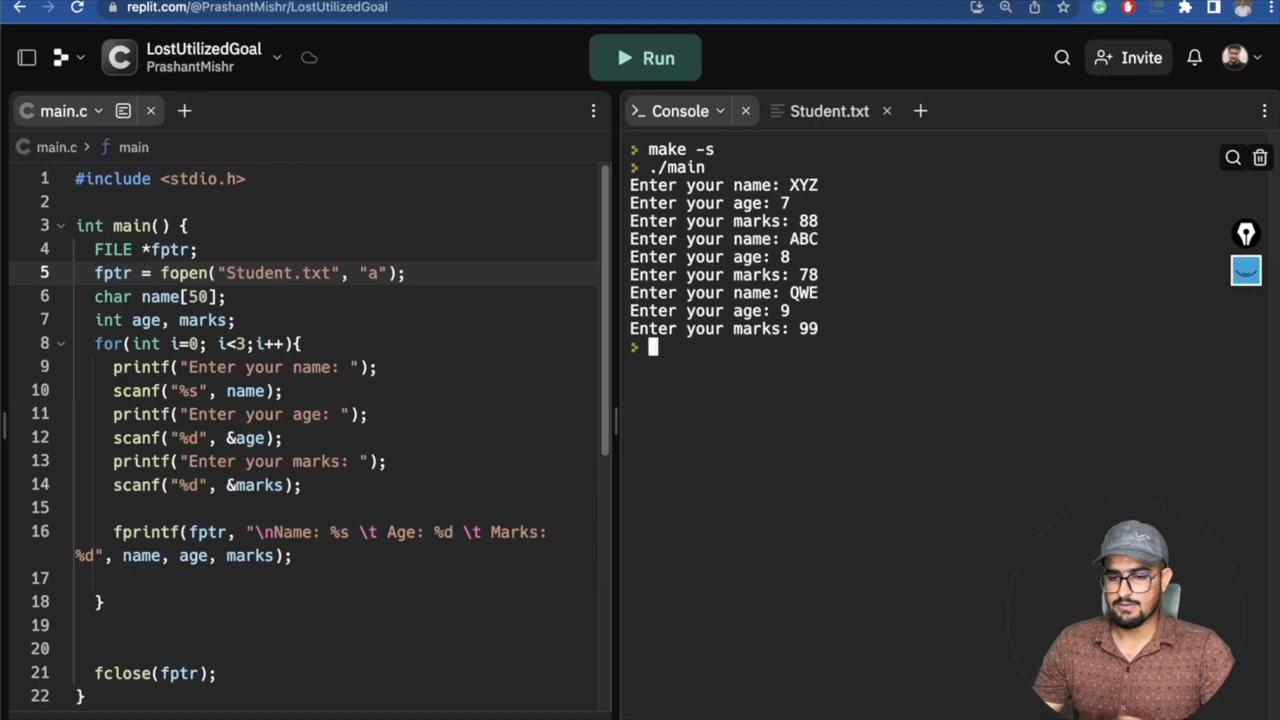 replit.com/@PrashantMishr/LostUtilizedGoal
LostUtilizedGoal
PrashantMishr
Run
Invite
main.c
Console
Student.txt
main.c > f main
1 #include <stdio.h>
2
3 int main() {
4 FILE *fptr;
5 fptr = fopen("Student.txt", "a");
6 char name[50];
7 int age, marks;
8 for(int i=0; i<3;i++){
9 printf("Enter your name: ");
10 scanf("%s", name);
11 printf("Enter your age: ");
12 scanf("%d", &age);
13 printf("Enter your marks: ");
14 scanf("%d", &marks);
15
16 fprintf(fptr, "\nName: %s \t Age: %d \t Marks:
%d", name, age, marks);
17
18 }
19
20
21 fclose(fptr);
22 }
make -s
./main
Enter your name: XYZ
Enter your age: 7
Enter your marks: 88
Enter your name: ABC
Enter your age: 8
Enter your marks: 78
Enter your name: QWE
Enter your age: 9
Enter your marks: 99